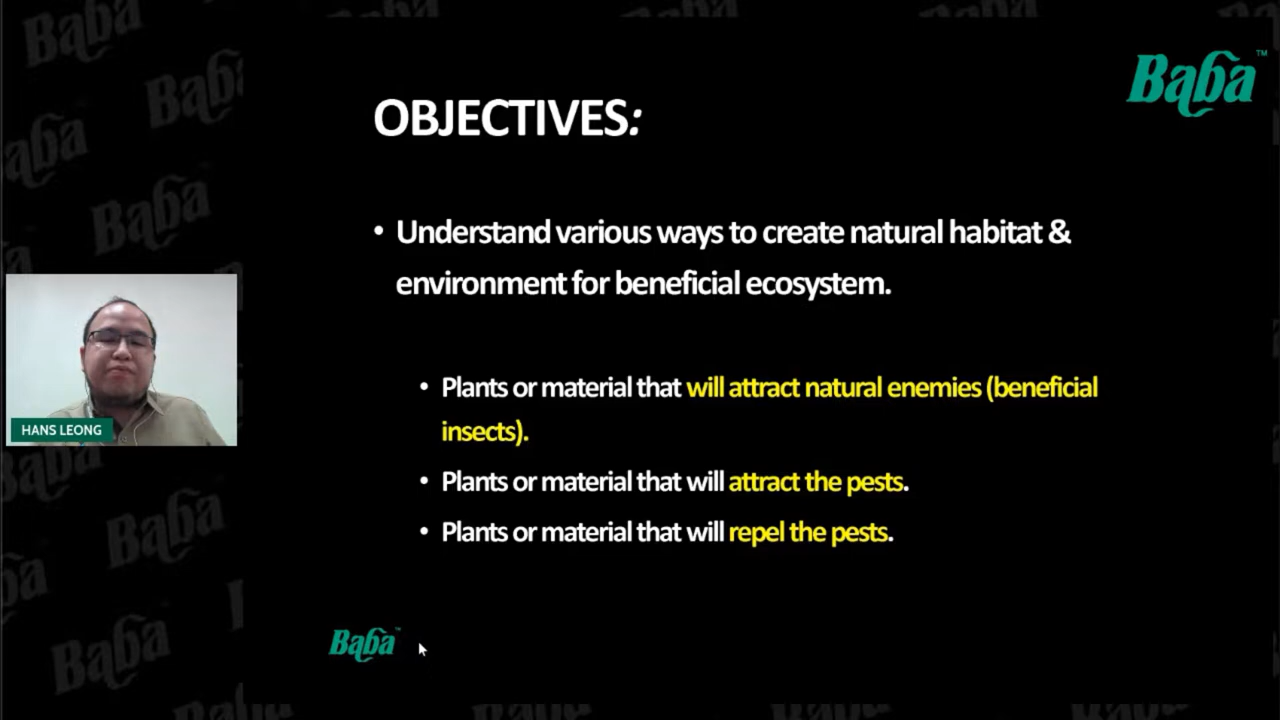 Baba™
OBJECTIVES:
• Understand various ways to create natural habitat &
environment for beneficial ecosystem.
• Plants or material that will attract natural enemies (beneficial
insects).
• Plants or material that will attract the pests.
• Plants or material that will repel the pests.
HANS LEONG
Baba™